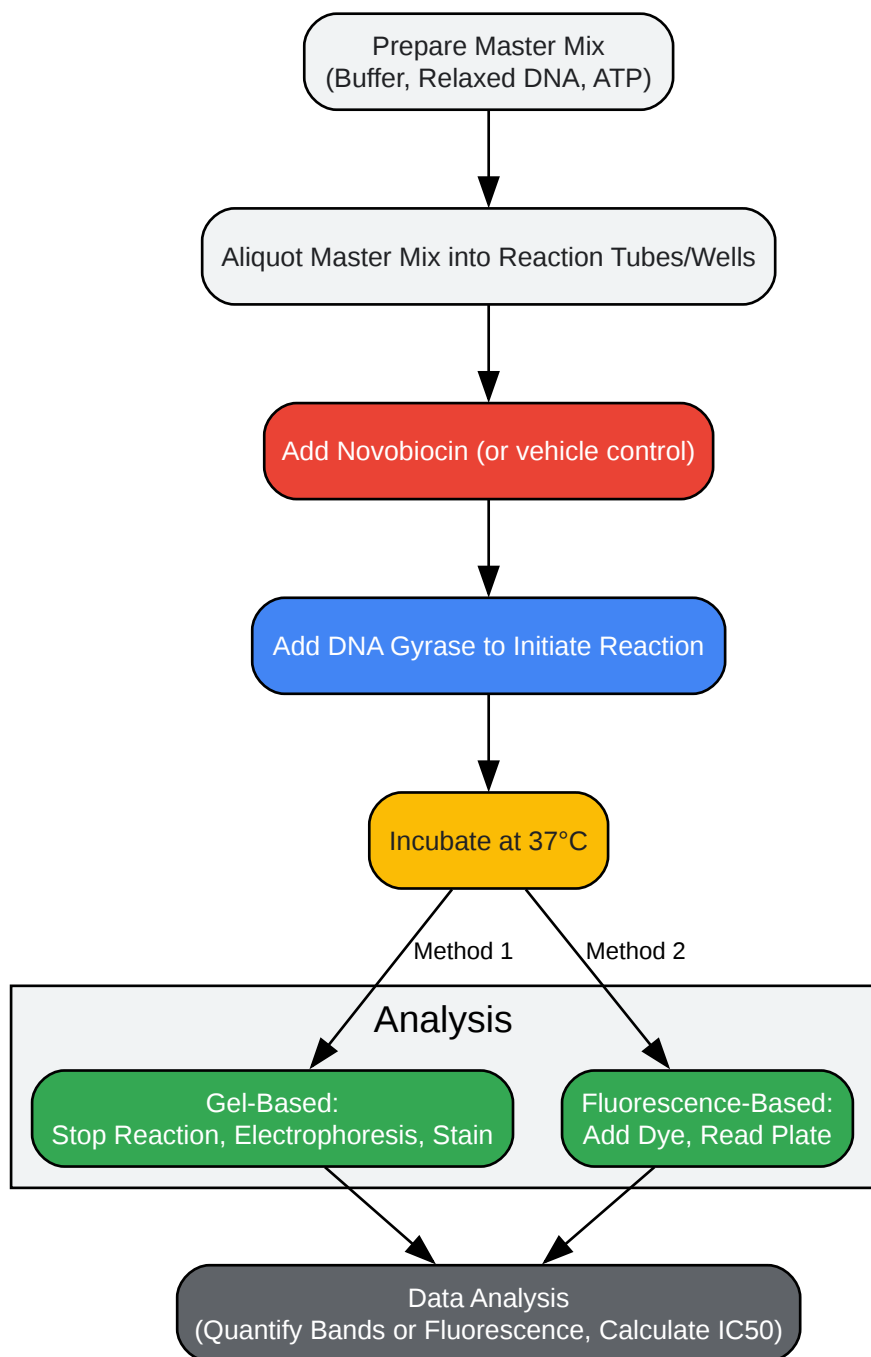 Prepare Master Mix
(Buffer, Relaxed DNA, ATP)
Aliquot Master Mix into Reaction Tubes/Wells
Add Novobiocin (or vehicle control)
Add DNA Gyrase to Initiate Reaction
Incubate at 37°C
Method 1
Method 2
Analysis
Gel-Based:
Stop Reaction, Electrophoresis, Stain
Fluorescence-Based:
Add Dye, Read Plate
Data Analysis
(Quantify Bands or Fluorescence, Calculate IC50)